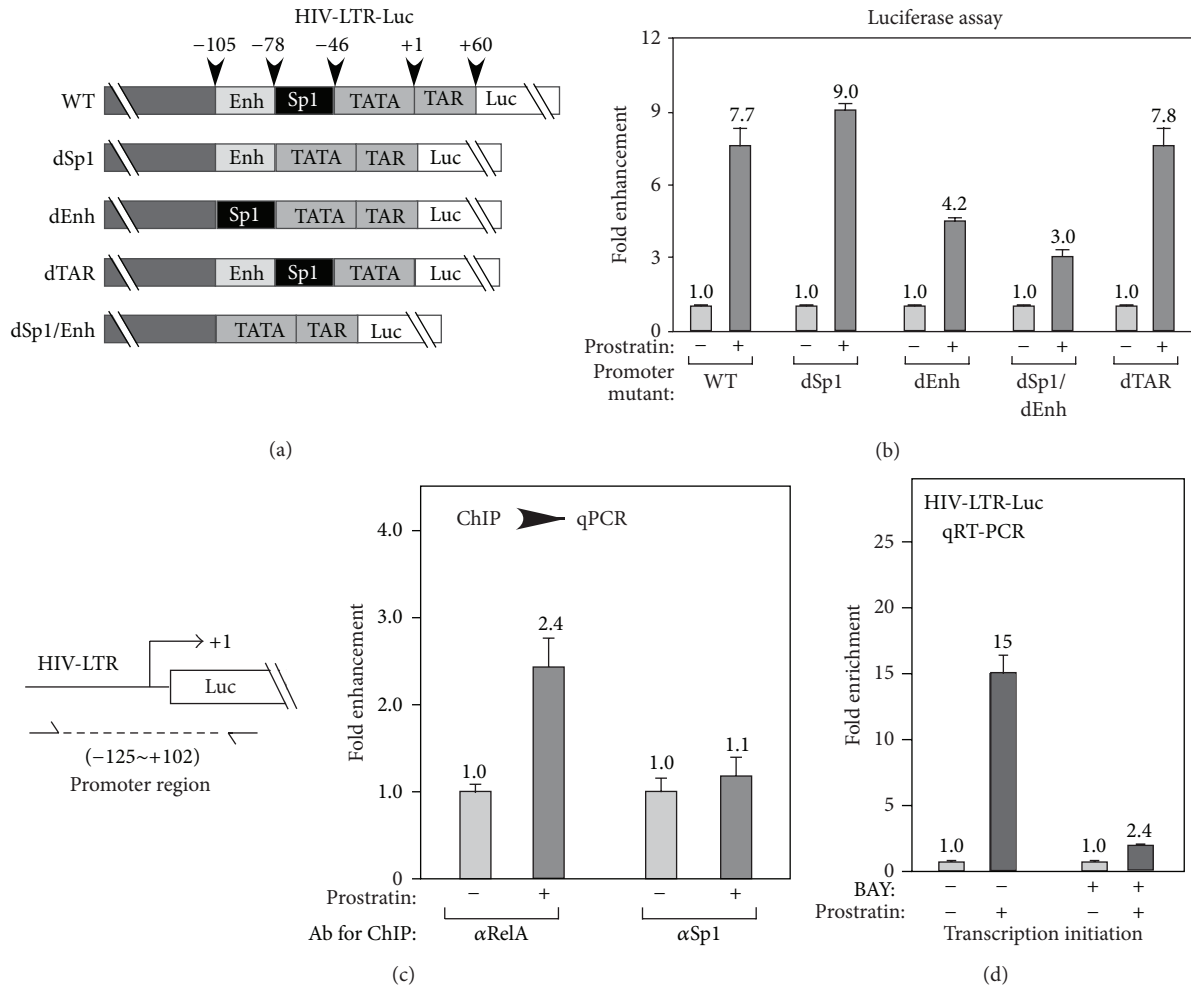 HIV-LTR-Luc
−105 −78 −46 +1 +60
WT Enh Sp1 TATA TAR Luc
dSp1 Enh TATA TAR Luc
dEnh Sp1 TATA TAR Luc
dTAR Enh Sp1 TATA Luc
dSp1/Enh TATA TAR Luc
(a)
Luciferase assay
Fold enhancement
12
9
6
3
0
1.0 7.7 1.0 9.0 1.0 4.2 1.0 3.0 1.0 7.8
Prostratin: − + − + − + − + − +
Promoter mutant: WT dSp1 dEnh dSp1/ dTAR
dEnh
(b)
HIV-LTR +1
Luc
(−125~+102)
Promoter region
ChIP qPCR
Fold enhancement
4.0
3.0
2.0
1.0
0
1.0 2.4 1.0 1.1
Prostratin: − + − +
Ab for ChIP: αRelA αSp1
(c)
HIV-LTR-Luc
qRT-PCR
Fold enrichment
25
20
15
10
5
0
1.0 15 1.0 2.4
BAY: − − + +
Prostratin: − + − +
Transcription initiation
(d)